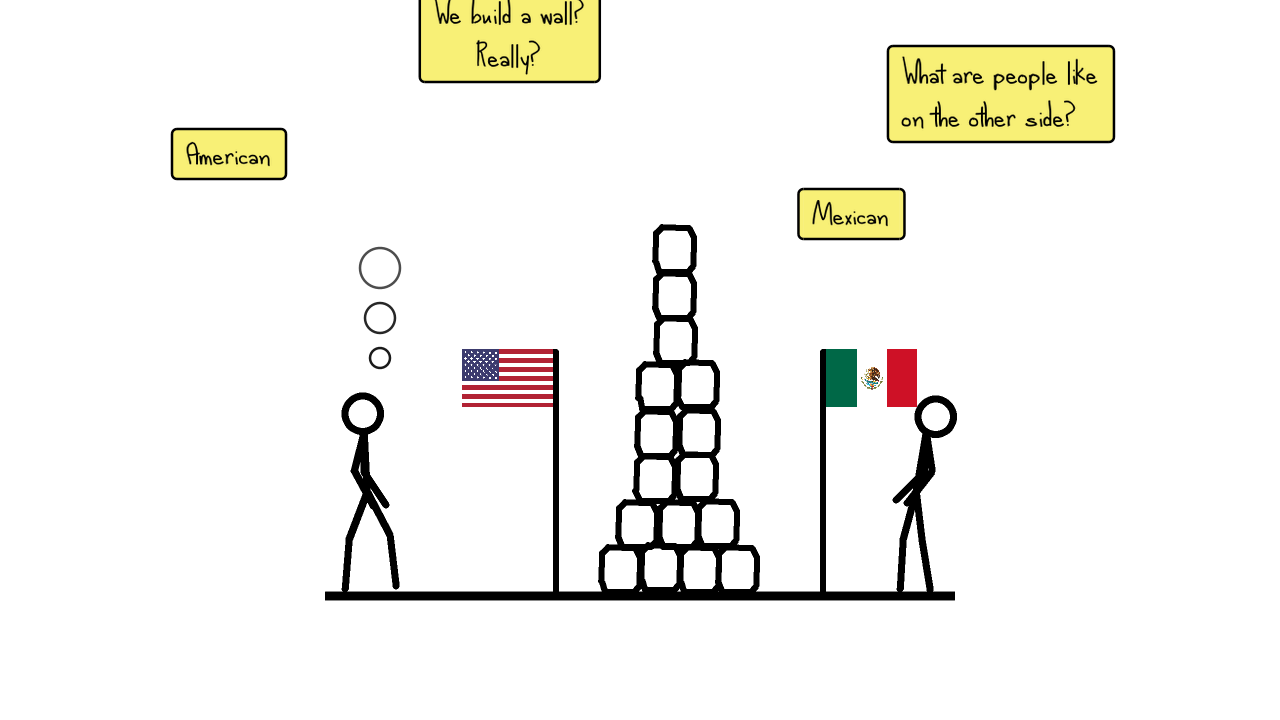 We build a wall?
Really?
What are people like
on the other side?
American
Mexican